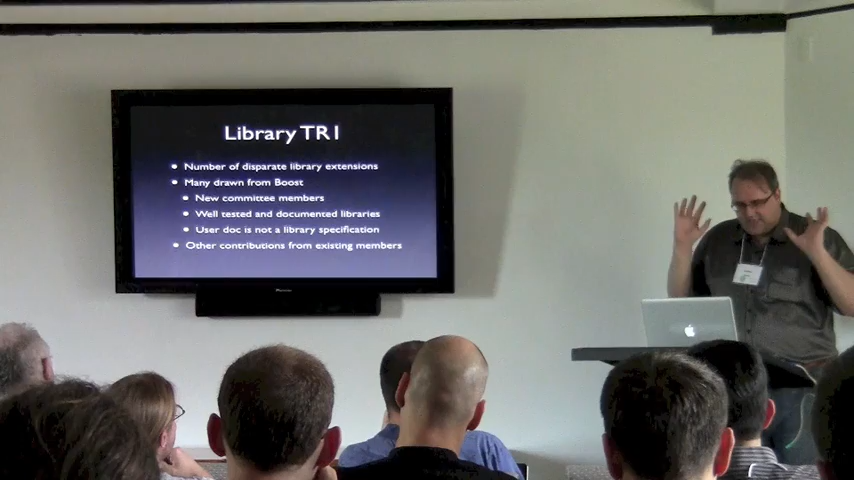 Library TR1
• Number of disparate library extensions
• Many drawn from Boost
• New committee members
• Well tested and documented libraries
• User doc is not a library specification
• Other contributions from existing members